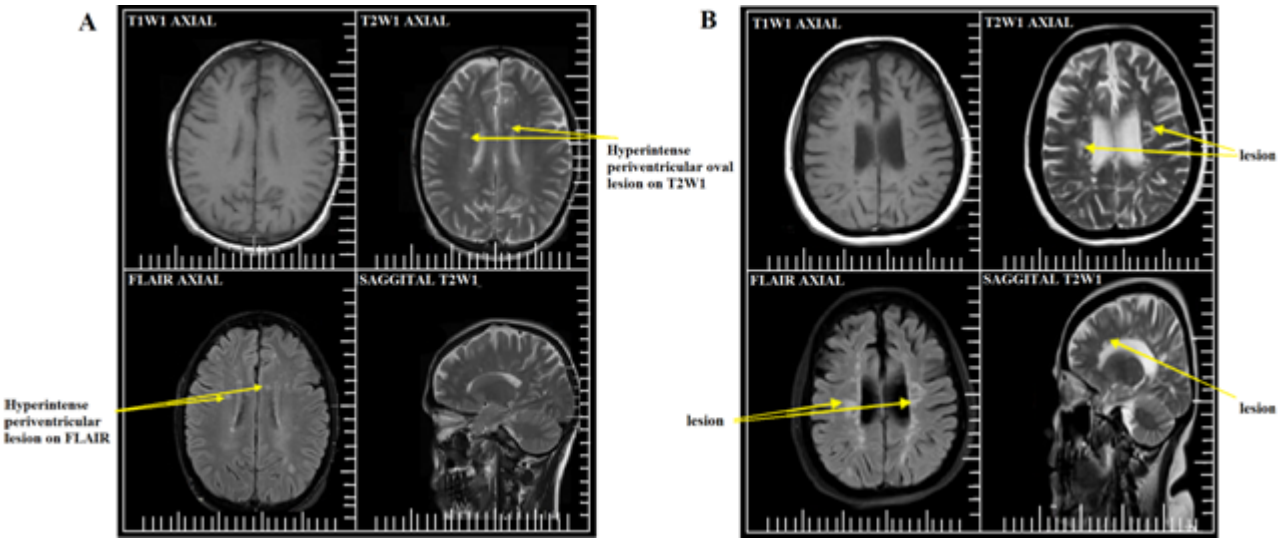 A
T1W1 AXIAL
T2W1 AXIAL
Hyperintense
periventricular oval
lesion on T2W1
FLAIR AXIAL
SAGGITAL T2W1
Hyperintense
periventricular
lesion on FLAIR
B
T1W1 AXIAL
T2W1 AXIAL
lesion
FLAIR AXIAL
SAGGITAL T2W1
lesion
lesion